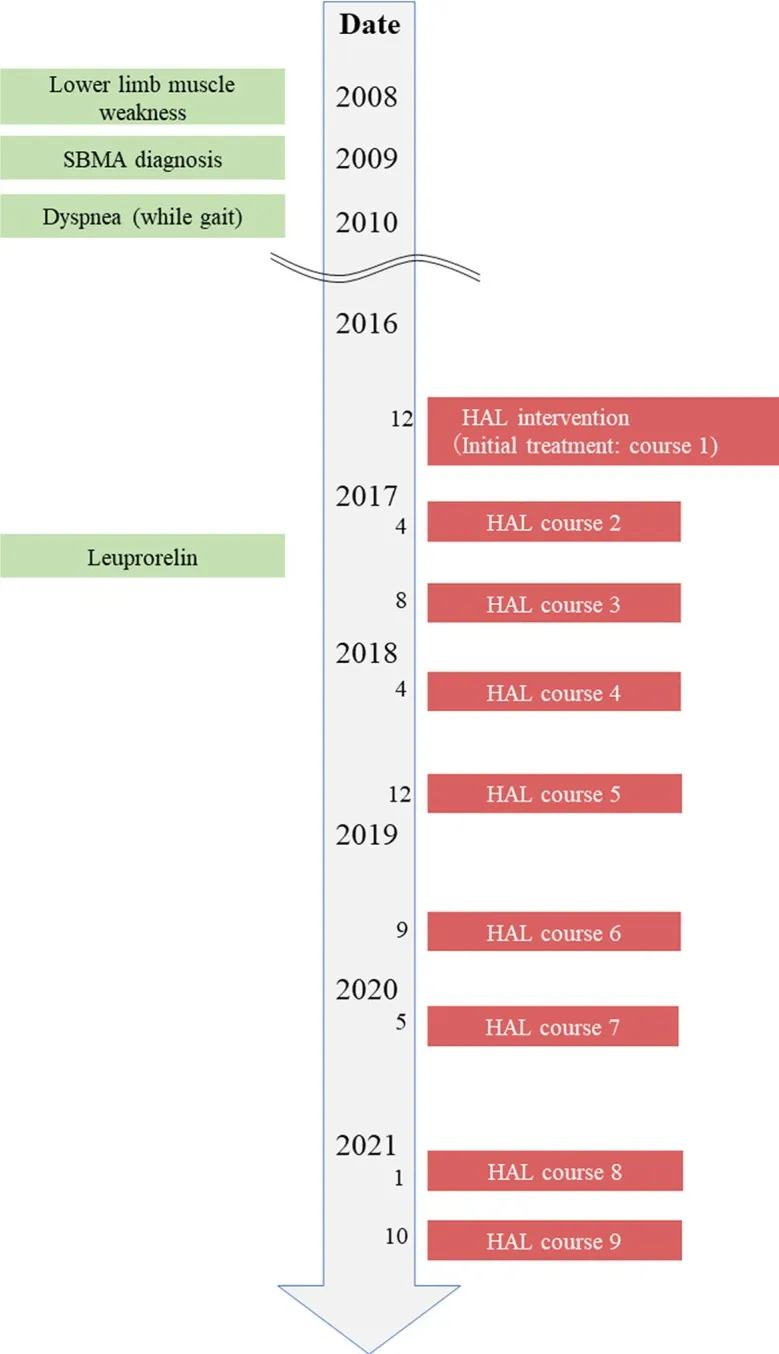 Date
Lower limb muscle
weakness
2008
SBMA diagnosis
2009
Dyspnea (while gait)
2010
2016
12
HAL intervention
（Initial treatment: course 1)
2017
4
HAL course 2
Leuprorelin
8
HAL course 3
2018
4
HAL course 4
12
HAL course 5
2019
9
HAL course 6
2020
5
HAL course 7
2021
1
HAL course 8
10
HAL course 9